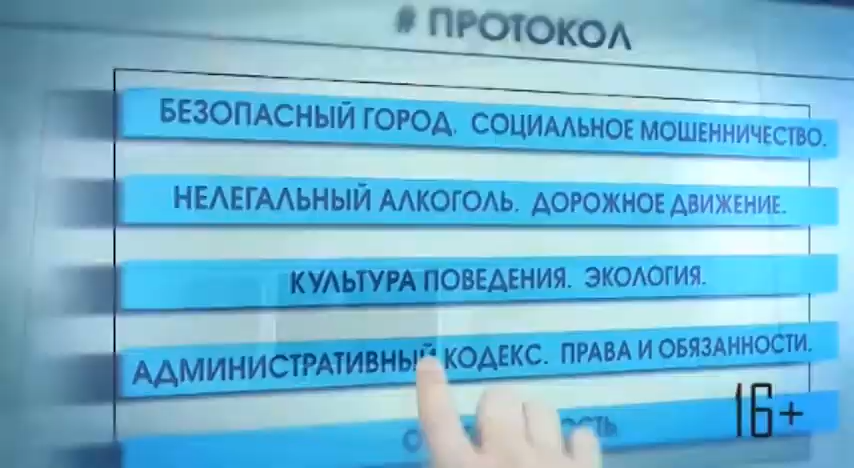 # ПРОТОКОЛ
БЕЗОПАСНЫЙ ГОРОД. СОЦИАЛЬНОЕ МОШЕННИЧЕСТВО.
НЕЛЕГАЛЬНЫЙ АЛКОГОЛЬ. ДОРОЖНОЕ ДВИЖЕНИЕ.
КУЛЬТУРА ПОВЕДЕНИЯ. ЭКОЛОГИЯ.
АДМИНИСТРАТИВНЫЙ КОДЕКС. ПРАВА И ОБЯЗАННОСТИ.
16+